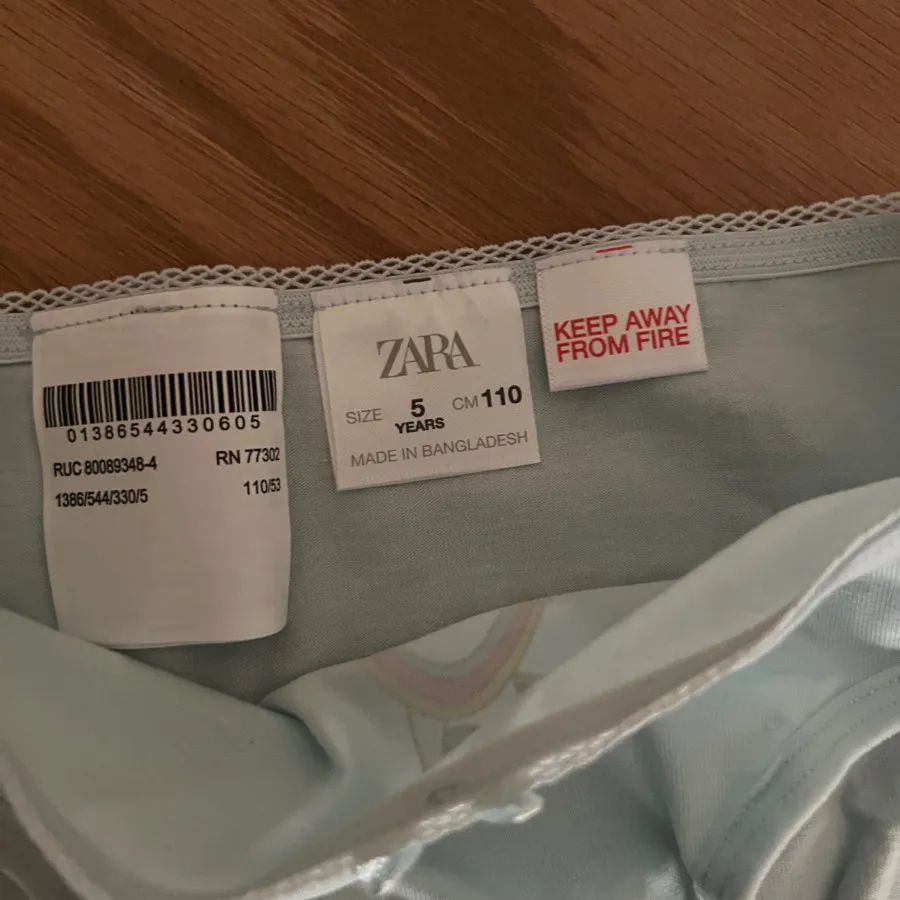 01386544330605
RUC 80089348-4 RN 77302
1386/544/330/5 110/53
ZARA
SIZE 5 YEARS CM 110
MADE IN BANGLADESH
KEEP AWAY
FROM FIRE